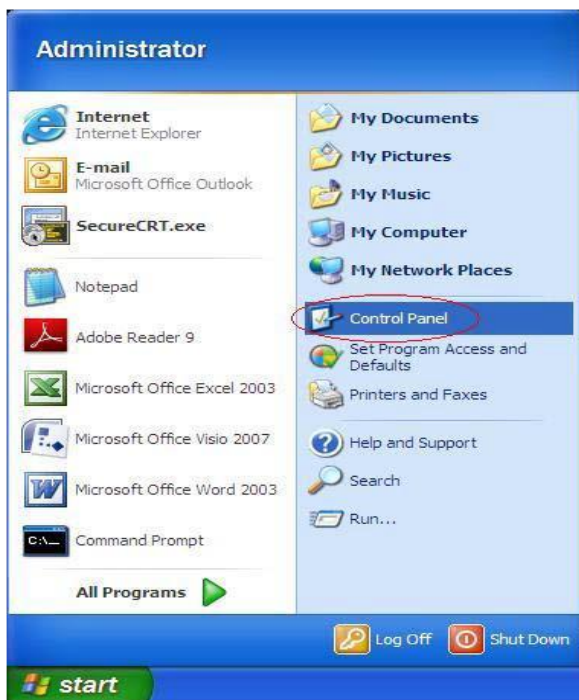 Administrator
Internet
Internet Explorer
E-mail
Microsoft Office Outlook
SecureCRT.exe
Notepad
Adobe Reader 9
Microsoft Office Excel 2003
Microsoft Office Visio 2007
Microsoft Office Word 2003
C:\_
Command Prompt
All Programs
My Documents
My Pictures
My Music
My Computer
My Network Places
Control Panel
Set Program Access and
Defaults
Printers and Faxes
Help and Support
Search
Run...
Log Off
Shut Down
start